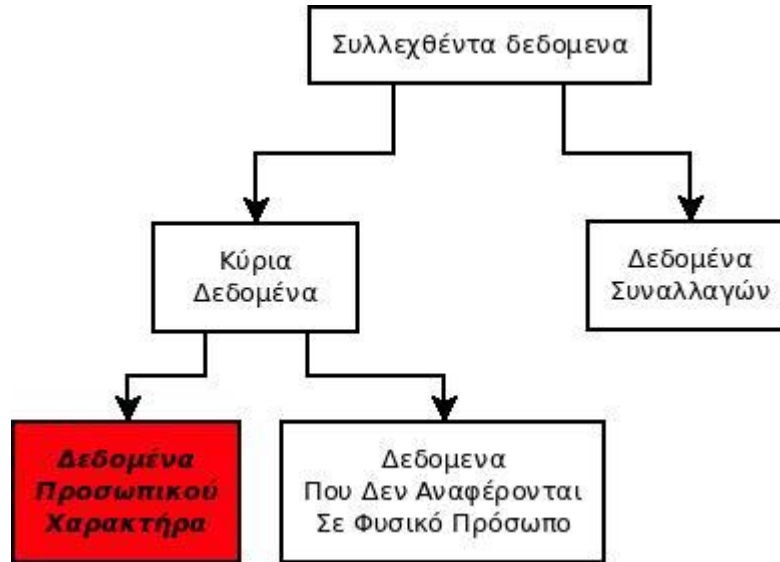 Συλλεχθέντα δεδομενα
Κύρια
Δεδομένα
Δεδομένα
Συναλλαγών
Δεδομένα
Προσωπικού
Χαρακτήρα
Δεδομενα
Που Δεν Αναφέρονται
Σε Φυσικό Πρόσωπο